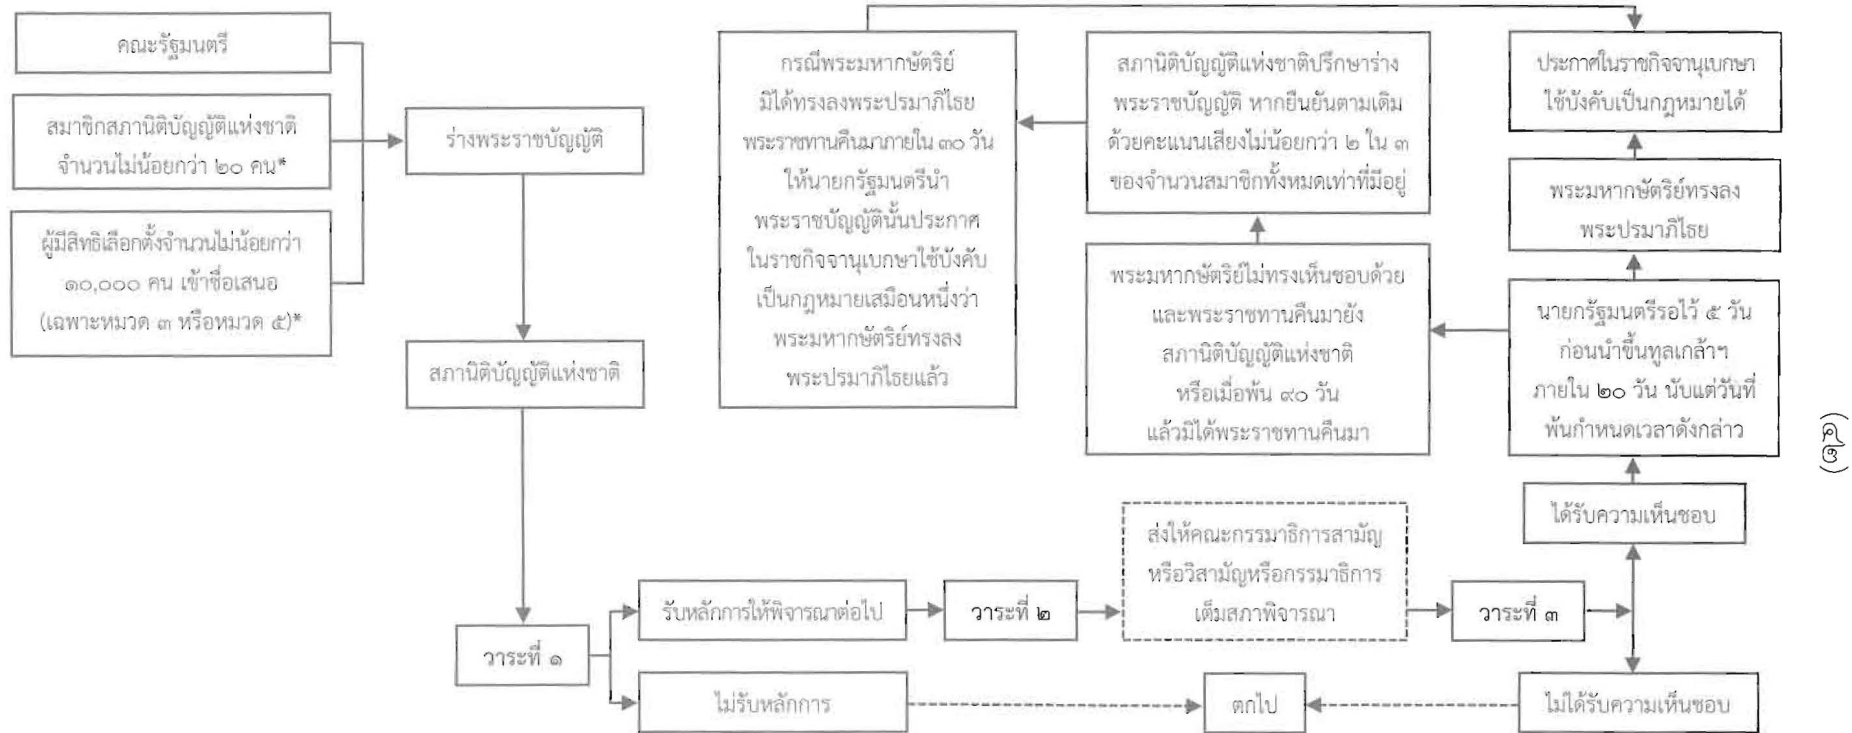 คณะรัฐมนตรี
สมาชิกสภานิติบัญญัติแห่งชาติ
จำนวนไม่น้อยกว่า ๒๐ คน*
ผู้มีสิทธิเลือกตั้งจำนวนไม่น้อยกว่า
๑๐,๐๐๐ คน เข้าชื่อเสนอ
(เฉพาะหมวด ๓ หรือหมวด ๕)*
ร่างพระราชบัญญัติ
สภานิติบัญญัติแห่งชาติ
วาระที่ ๑
รับหลักการให้พิจารณาต่อไป
ไม่รับหลักการ
วาระที่ ๒
ส่งให้คณะกรรมาธิการสามัญ
หรือวิสามัญหรือกรรมาธิการ
เต็มสภาพิจารณา
วาระที่ ๓
ตกไป
ไม่ได้รับความเห็นชอบ
ได้รับความเห็นชอบ
นายกรัฐมนตรีรอไว้ ๕ วัน
ก่อนนำขึ้นทูลเกล้าฯ
ภายใน ๒๐ วัน นับแต่วันที่
พ้นกำหนดเวลาดังกล่าว
พระมหากษัตริย์ทรงลง
พระปรมาภิไธย
ประกาศในราชกิจจานุเบกษา
ใช้บังคับเป็นกฎหมายได้
พระมหากษัตริย์ไม่ทรงเห็นชอบด้วย
และพระราชทานคืนมายัง
สภานิติบัญญัติแห่งชาติ
หรือเมื่อพ้น ๙๐ วัน
แล้วมิได้พระราชทานคืนมา
สภานิติบัญญัติแห่งชาติปรึกษาร่าง
พระราชบัญญัติ หากยืนยันตามเดิม
ด้วยคะแนนเสียงไม่น้อยกว่า ๒ ใน ๓
ของจำนวนสมาชิกทั้งหมดเท่าที่มีอยู่
กรณีพระมหากษัตริย์
มิได้ทรงลงพระปรมาภิไธย
พระราชทานคืนมาภายใน ๓๐ วัน
ให้นายกรัฐมนตรีนำ
พระราชบัญญัตินั้นประกาศ
ในราชกิจจานุเบกษาใช้บังคับ
เป็นกฎหมายเสมือนหนึ่งว่า
พระมหากษัตริย์ทรงลง
พระปรมาภิไธยแล้ว
(๔๒)